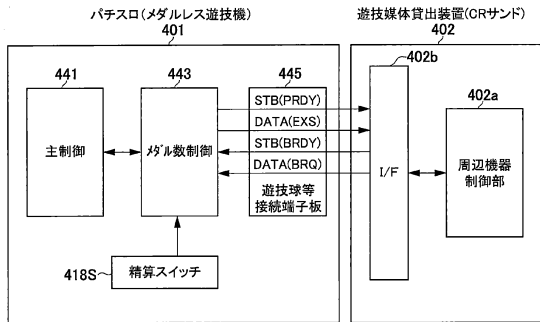 パチスロ(メダルレス遊技機)
401
遊技媒体貸出装置(CRサンド)
402
441
主制御
443
メダル数制御
445
STB(PRDY)
DATA(EXS)
STB(BRDY)
DATA(BRQ)
遊技球等
接続端子板
402b
I/F
402a
周辺機器
制御部
418S
精算スイッチ